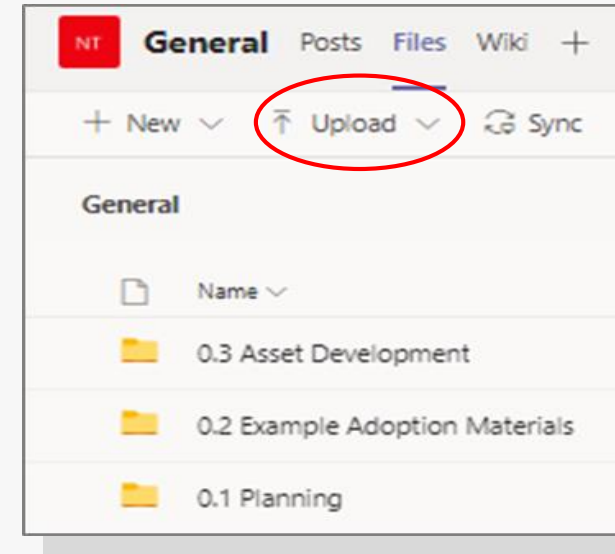 NT General Posts Files Wiki +
+ New Upload Sync
General
Name
0.3 Asset Development
0.2 Example Adoption Materials
0.1 Planning